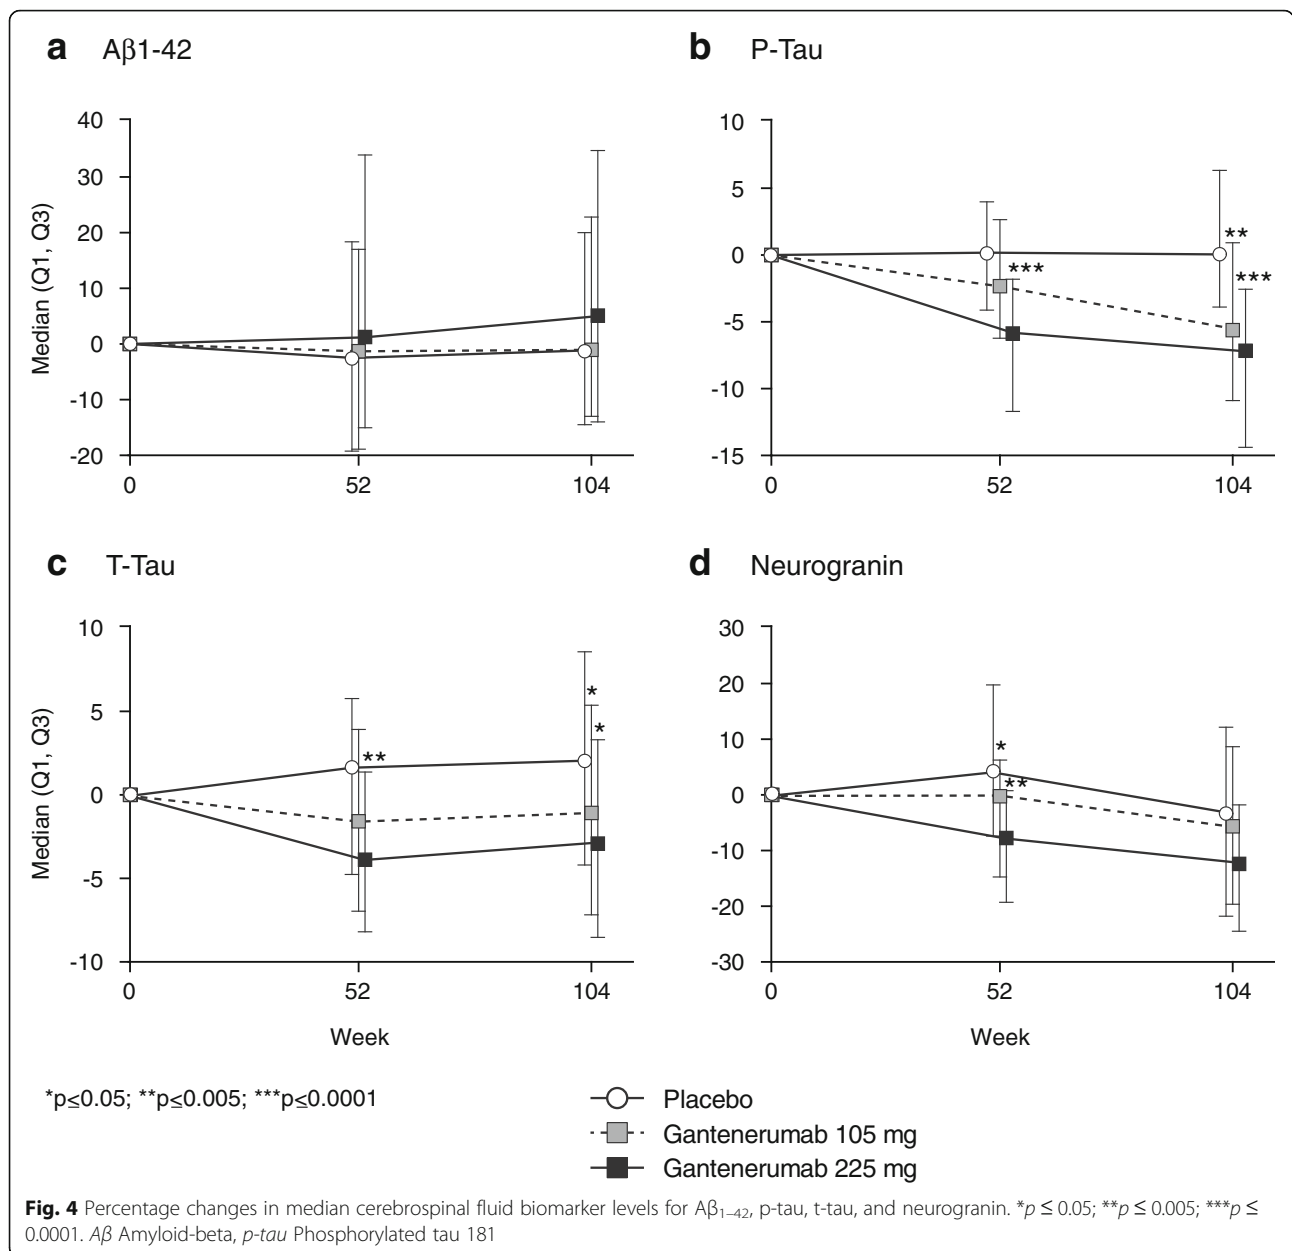 a Aβ1-42
40
30
20
10
0
-10
-20
Median (Q1, Q3)
0 52 104
b P-Tau
10
5
0
-5
-10
-15
***
**
***
0 52 104
c T-Tau
10
5
0
-5
-10
Median (Q1, Q3)
**
*
*
0 52 104
Week
d Neurogranin
30
20
10
0
-10
-20
-30
*
**
0 52 104
Week
*p≤0.05; **p≤0.005; ***p≤0.0001
Placebo
Gantenerumab 105 mg
Gantenerumab 225 mg
Fig. 4 Percentage changes in median cerebrospinal fluid biomarker levels for Aβ1–42, p-tau, t-tau, and neurogranin. *p ≤ 0.05; **p ≤ 0.005; ***p ≤
0.0001. Aβ Amyloid-beta, p-tau Phosphorylated tau 181